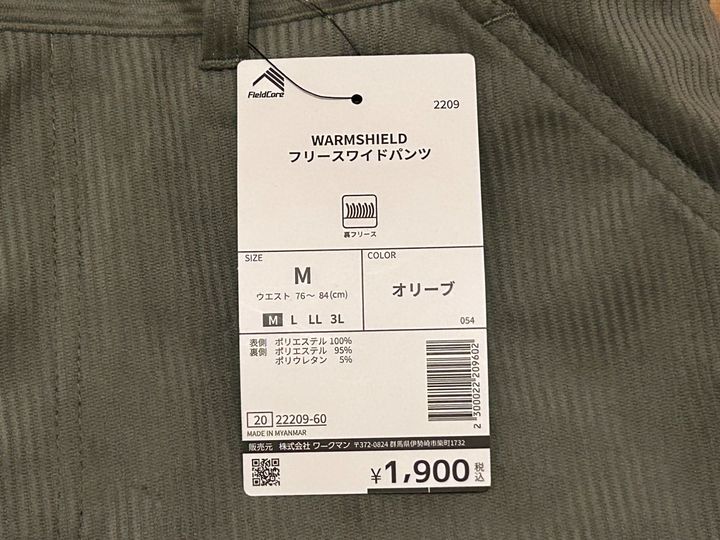 FieldCore
2209
WARMSHIELD
フリースワイドパンツ
裏フリース
SIZE
M
ウエスト 76～ 84(cm)
M L LL 3L
COLOR
オリーブ
054
表側 ポリエステル 100%
裏側 ポリエステル 95%
ポリウレタン 5%
20 22209-60
MADE IN MYANMAR
2 300022 209602
販売元 株式会社 ワークマン 〒372-0824 群馬県伊勢崎市柴町1732
¥1,900 税込